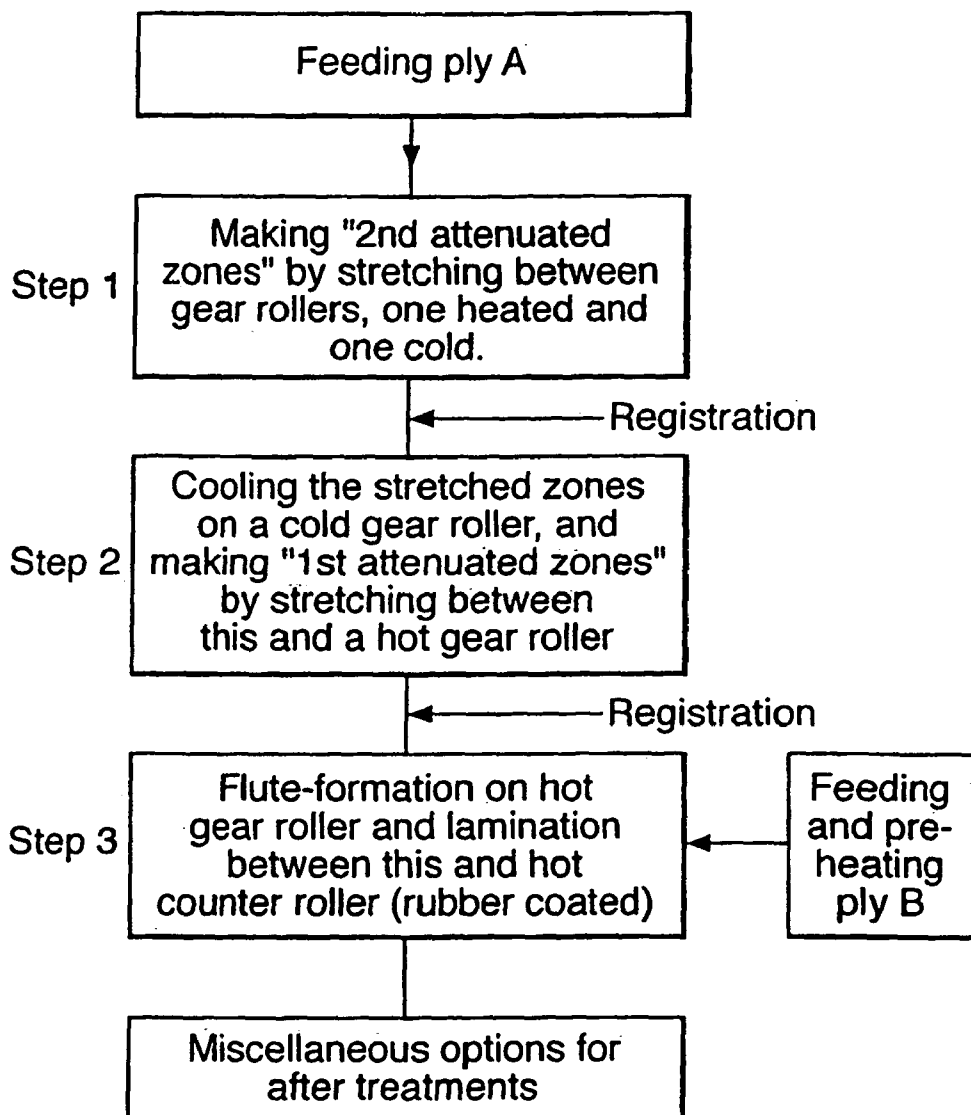 Feeding ply A
Step 1
Making "2nd attenuated
zones" by stretching between
gear rollers, one heated and
one cold.
Registration
Step 2
Cooling the stretched zones
on a cold gear roller, and
making "1st attenuated zones"
by stretching between
this and a hot gear roller
Registration
Step 3
Flute-formation on hot
gear roller and lamination
between this and hot
counter roller (rubber coated)
Feeding
and pre-
heating
ply B
Miscellaneous options for
after treatments